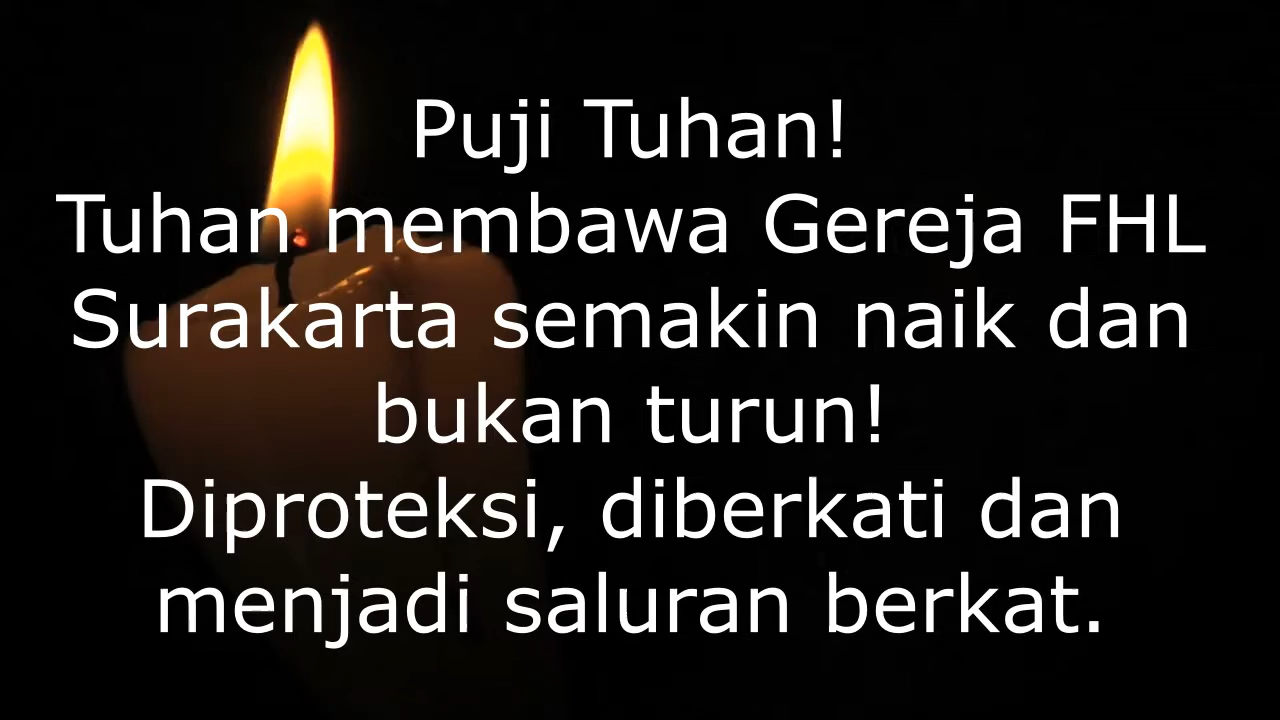 Puji Tuhan!
Tuhan membawa Gereja FHL
Surakarta semakin naik dan
bukan turun!
Diproteksi, diberkati dan
menjadi saluran berkat.